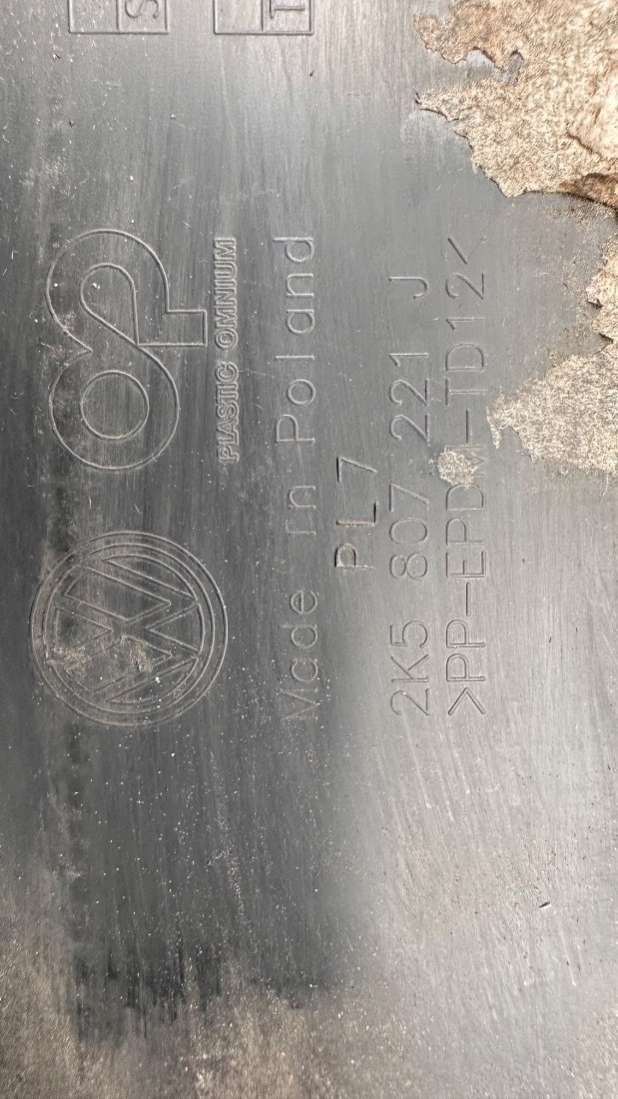 S
T
PLASTIC OMNIUM
Made in Poland
PL7
2K5 807 221 J
>PP-EPDM-TD12<